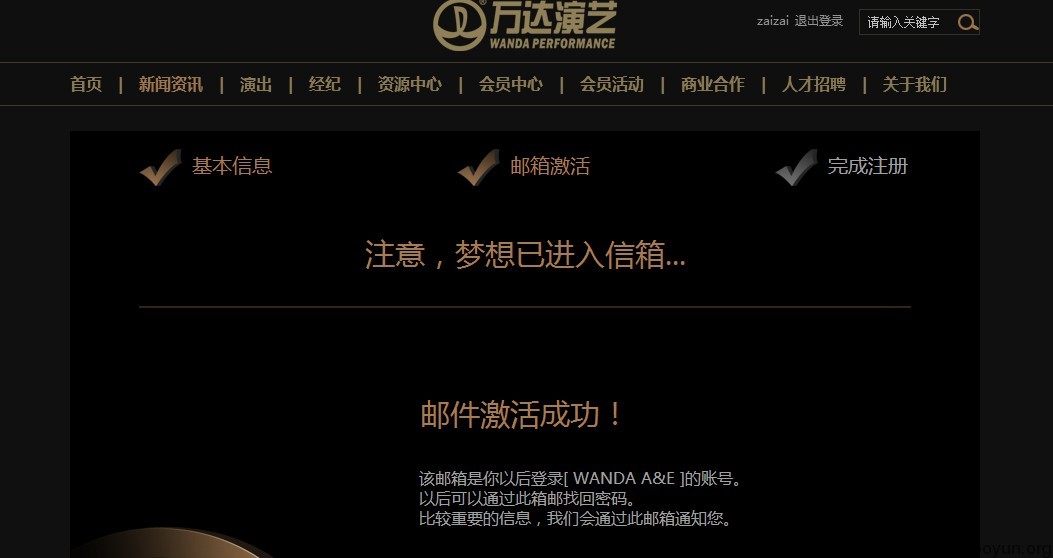 万达演艺
WANDA PERFORMANCE
zaizai 退出登录
请输入关键字
首页 | 新闻资讯 | 演出 | 经纪 | 资源中心 | 会员中心 | 会员活动 | 商业合作 | 人才招聘 | 关于我们
基本信息
邮箱激活
完成注册
注意，梦想已进入信箱...
邮件激活成功！
该邮箱是你以后登录[ WANDA A&E ]的账号。
以后可以通过此箱邮找回密码。
比较重要的信息，我们会通过此邮箱通知您。